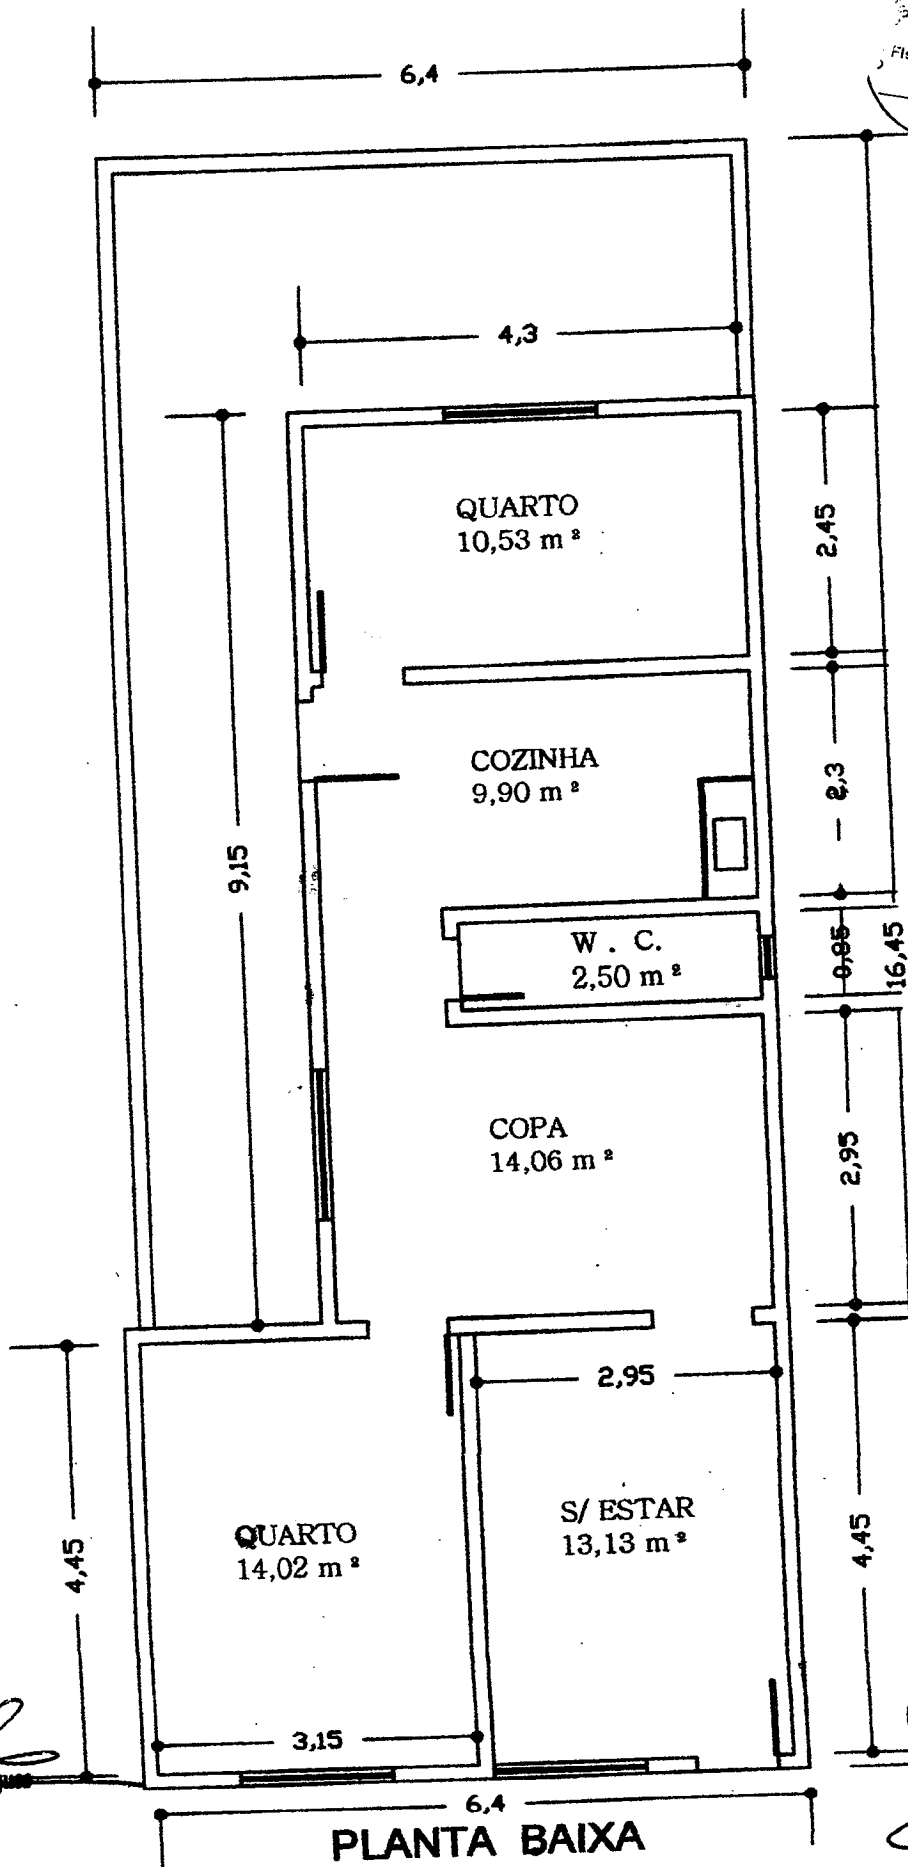 6,4
4,3
QUARTO
10,53 m²
2,45
COZINHA
9,90 m²
2,3
9,15
W . C.
2,50 m²
0,85
16,45
COPA
14,06 m²
2,95
2,95
QUARTO
14,02 m²
S/ ESTAR
13,13 m²
4,45
4,45
3,15
6,4
PLANTA BAIXA